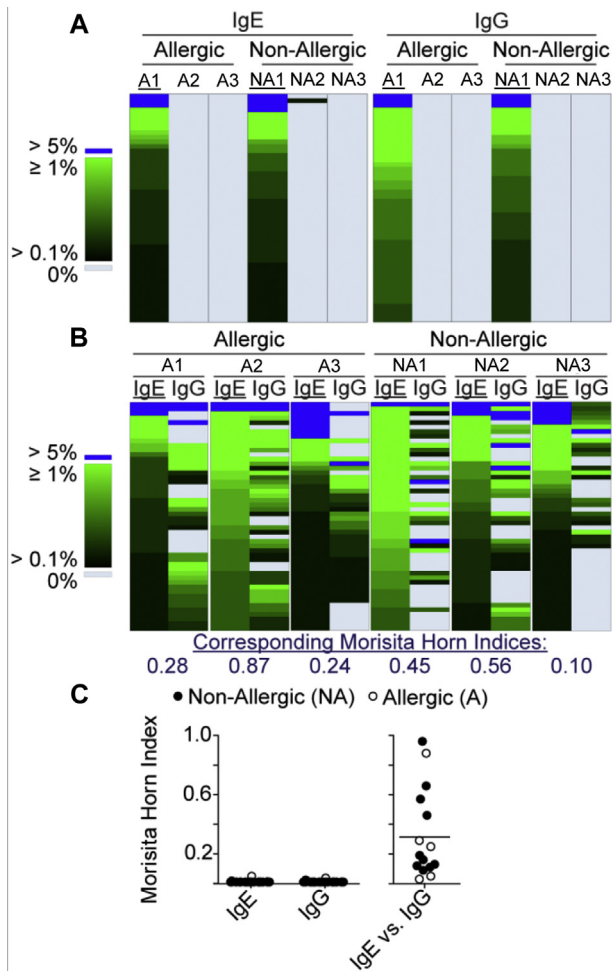 A
IgE IgG
Allergic Non-Allergic Allergic Non-Allergic
A1 A2 A3 NA1 NA2 NA3 A1 A2 A3 NA1 NA2 NA3
> 5%
≥ 1%
> 0.1%
0%
B
Allergic Non-Allergic
A1 A2 A3 NA1 NA2 NA3
IgE IgG IgE IgG IgE IgG IgE IgG IgE IgG IgE IgG
> 5%
≥ 1%
> 0.1%
0%
Corresponding Morisita Horn Indices:
0.28 0.87 0.24 0.45 0.56 0.10
C
● Non-Allergic (NA) ○ Allergic (A)
Morisita Horn Index
1.0
0.6
0.2
IgE IgG IgE vs. IgG